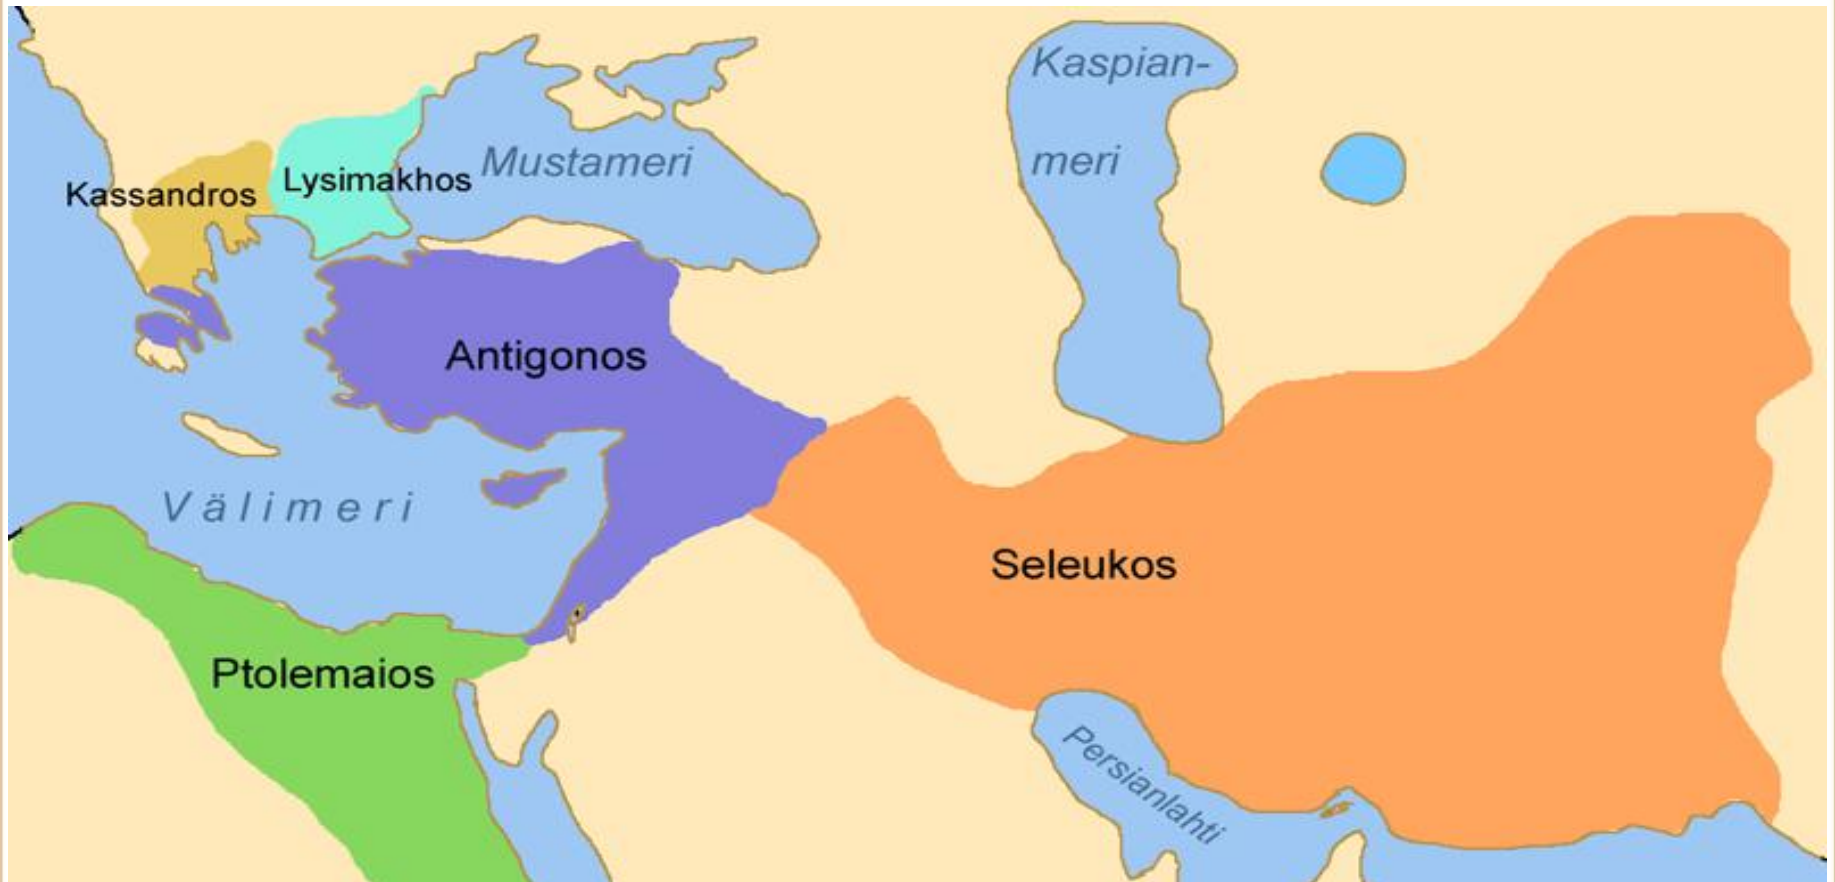 Kaspian-
meri
Mustameri
Lysimakhos
Kassandros
Antigonos
Välimeri
Seleukos
Ptolemaios
Persianlahti